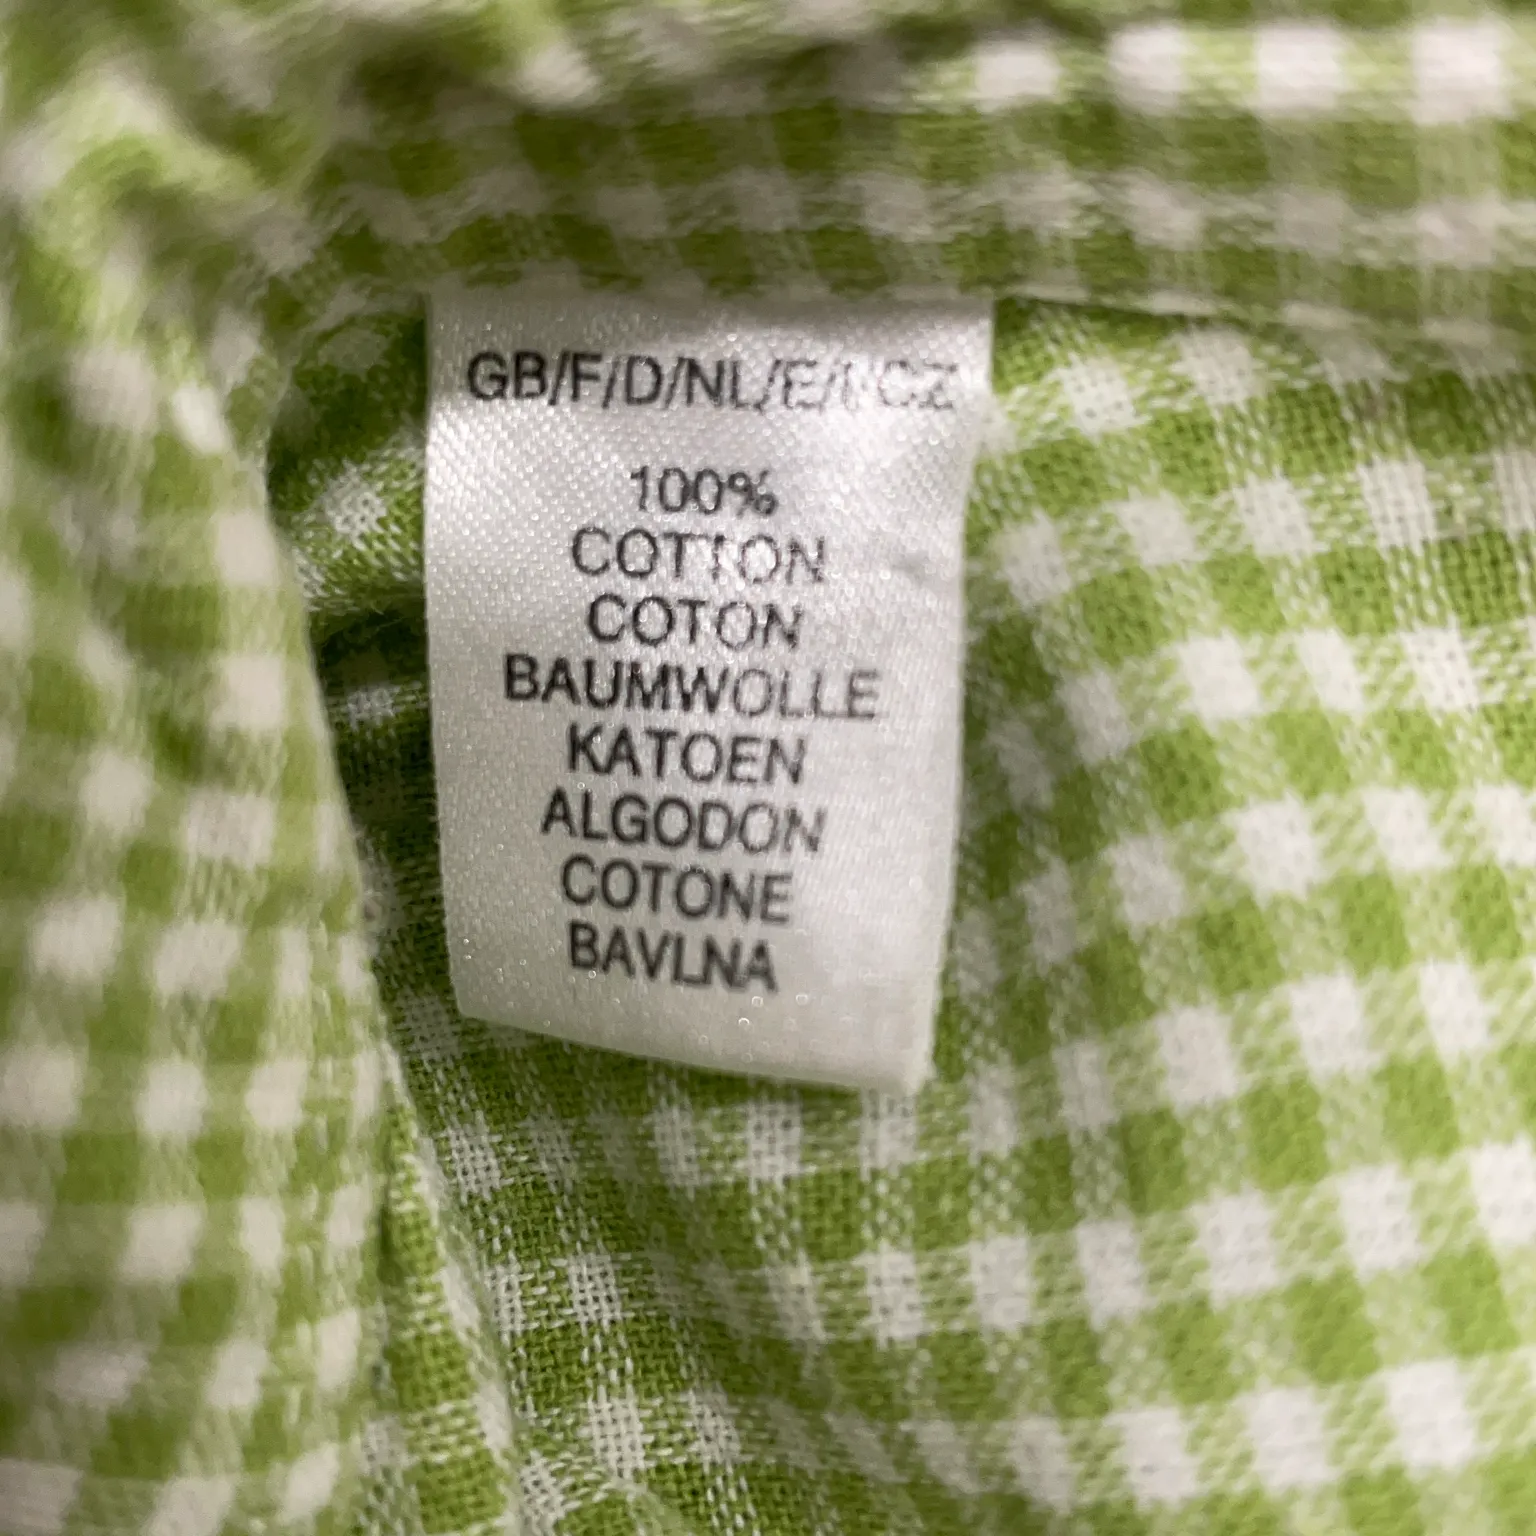 GB/F/D/NL/E/I/CZ
100%
COTTON
COTON
BAUMWOLLE
KATOEN
ALGODON
COTONE
BAVLNA